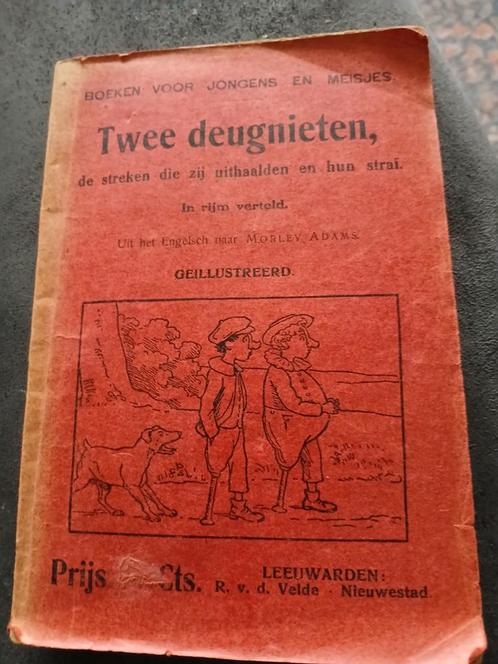 BOEKEN VOOR JONGENS EN MEISJES.
Twee deugnieten,
de streken die zij uithaalden en hun straf.
In rijm verteld.
Uit het Engelsch naar MORLEY ADAMS.
GEILLUSTREERD.
Prijs Cts.
LEEUWARDEN:
R. v. d. Velde - Nieuwestad.